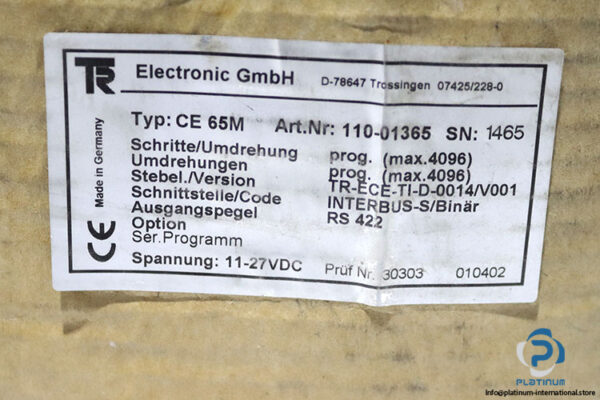 TR Electronic GmbH D-78647 Trossingen 07425/228-0
Made in Germany
CE
Typ: CE 65M Art.Nr: 110-01365 SN: 1465
Schritte/Umdrehung prog. (max.4096)
Umdrehungen prog. (max.4096)
Stebel./Version TR-ECE-TI-D-0014/V001
Schnittstelle/Code INTERBUS-S/Binär
Ausgangspegel RS 422
Option
Ser.Programm
Spannung: 11-27VDC Prüf Nr. 30303 010402
PLATINUM
info@platinum-international.store